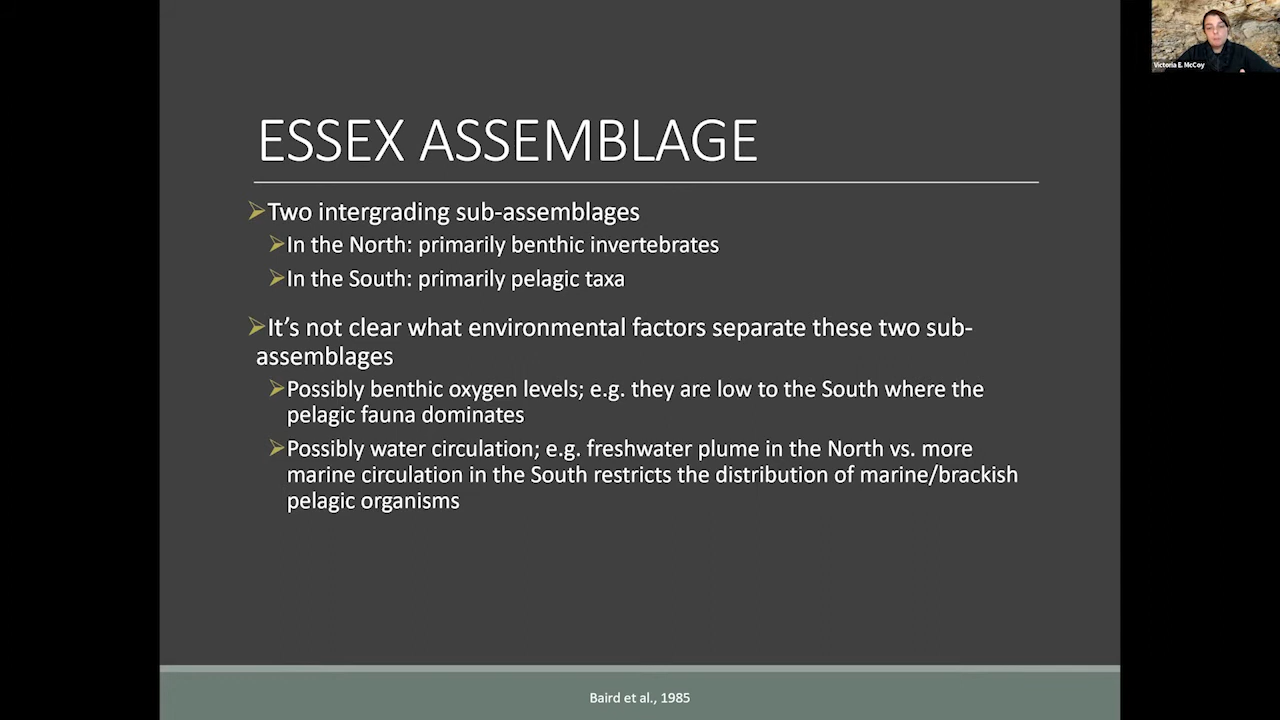 Victoria E. McCoy
ESSEX ASSEMBLAGE
➢Two intergrading sub-assemblages
➢In the North: primarily benthic invertebrates
➢In the South: primarily pelagic taxa
➢It’s not clear what environmental factors separate these two sub-
assemblages
➢Possibly benthic oxygen levels; e.g. they are low to the South where the
pelagic fauna dominates
➢Possibly water circulation; e.g. freshwater plume in the North vs. more
marine circulation in the South restricts the distribution of marine/brackish
pelagic organisms
Baird et al., 1985